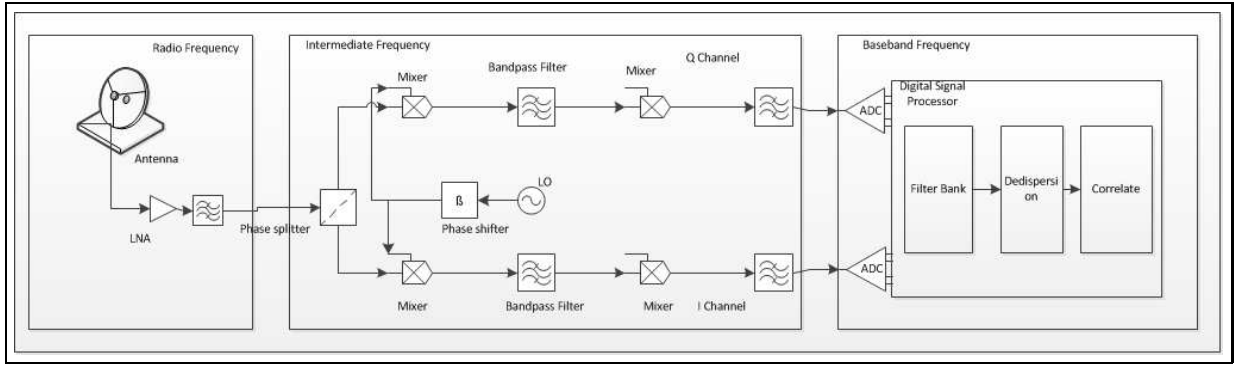 Radio Frequency
Antenna
LNA
Intermediate Frequency
Mixer
Bandpass Filter
Mixer
Q Channel
Phase splitter
ß
Phase shifter
LO
Mixer
Bandpass Filter
Mixer
I Channel
Baseband Frequency
ADC
ADC
Digital Signal
Processor
Filter Bank
Dedispersi
on
Correlate